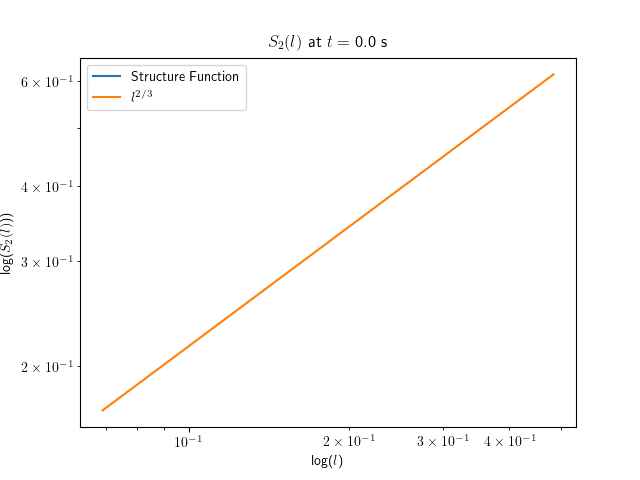 $S_2(l)$ at $t =$ 0.0 s
Structure Function
$l^{2/3}$
$6 \times 10^{-1}$
$4 \times 10^{-1}$
$3 \times 10^{-1}$
$2 \times 10^{-1}$
log($S_2(l)$))
$10^{-1}$
$2 \times 10^{-1}$
$3 \times 10^{-1}$
$4 \times 10^{-1}$
log($l$)